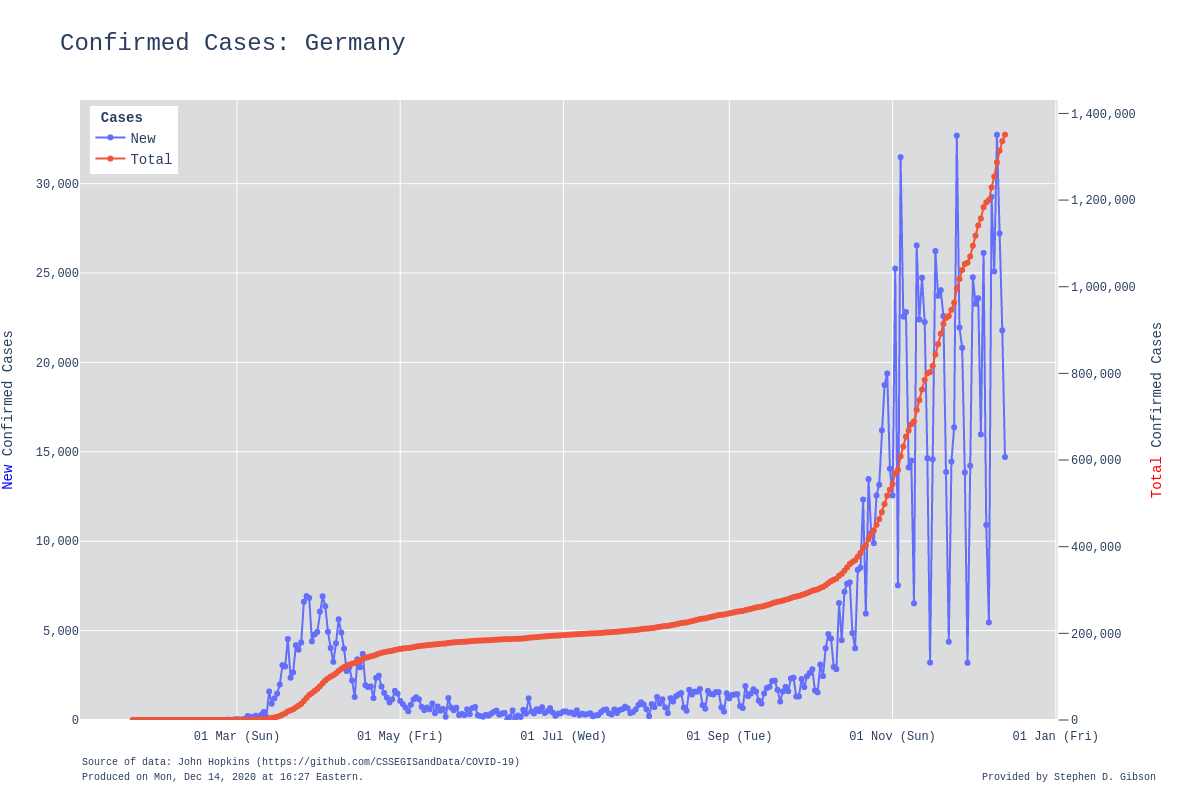 Confirmed Cases: Germany
Cases
New
Total
30,000
25,000
20,000
15,000
10,000
5,000
0
New Confirmed Cases
1,400,000
1,200,000
1,000,000
800,000
600,000
400,000
200,000
0
Total Confirmed Cases
01 Mar (Sun)
01 May (Fri)
01 Jul (Wed)
01 Sep (Tue)
01 Nov (Sun)
01 Jan (Fri)
Source of data: John Hopkins (https://github.com/CSSEGISandData/COVID-19)
Produced on Mon, Dec 14, 2020 at 16:27 Eastern.
Provided by Stephen D. Gibson